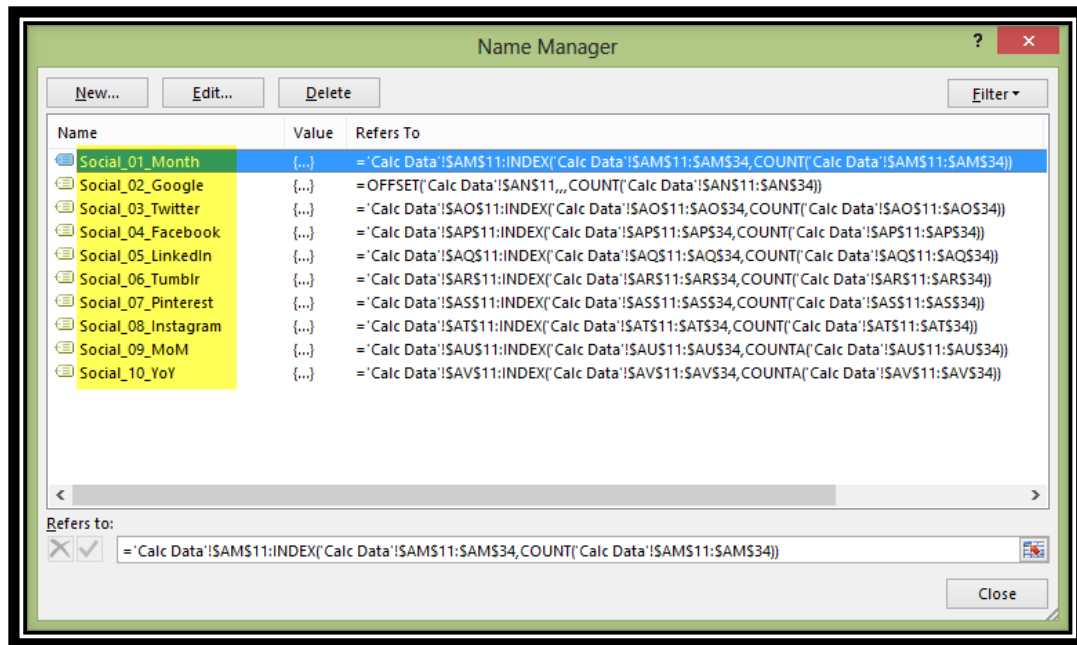 Name Manager
?
×
New... Edit... Delete Filter
Name Value Refers To
Social_01_Month {...} ='Calc Data'!$AM$11:INDEX('Calc Data'!$AM$11:$AM$34,COUNT('Calc Data'!$AM$11:$AM$34))
Social_02_Google {...} =OFFSET('Calc Data'!$AN$11,,,COUNT('Calc Data'!$AN$11:$AN$34))
Social_03_Twitter {...} ='Calc Data'!$AO$11:INDEX('Calc Data'!$AO$11:$AO$34,COUNT('Calc Data'!$AO$11:$AO$34))
Social_04_Facebook {...} ='Calc Data'!$AP$11:INDEX('Calc Data'!$AP$11:$AP$34,COUNT('Calc Data'!$AP$11:$AP$34))
Social_05_LinkedIn {...} ='Calc Data'!$AQ$11:INDEX('Calc Data'!$AQ$11:$AQ$34,COUNT('Calc Data'!$AQ$11:$AQ$34))
Social_06_Tumblr {...} ='Calc Data'!$AR$11:INDEX('Calc Data'!$AR$11:$AR$34,COUNT('Calc Data'!$AR$11:$AR$34))
Social_07_Pinterest {...} ='Calc Data'!$AS$11:INDEX('Calc Data'!$AS$11:$AS$34,COUNT('Calc Data'!$AS$11:$AS$34))
Social_08_Instagram {...} ='Calc Data'!$AT$11:INDEX('Calc Data'!$AT$11:$AT$34,COUNT('Calc Data'!$AT$11:$AT$34))
Social_09_MoM {...} ='Calc Data'!$AU$11:INDEX('Calc Data'!$AU$11:$AU$34,COUNTA('Calc Data'!$AU$11:$AU$34))
Social_10_YoY {...} ='Calc Data'!$AV$11:INDEX('Calc Data'!$AV$11:$AV$34,COUNTA('Calc Data'!$AV$11:$AV$34))
Refers to:
='Calc Data'!$AM$11:INDEX('Calc Data'!$AM$11:$AM$34,COUNT('Calc Data'!$AM$11:$AM$34))
Close